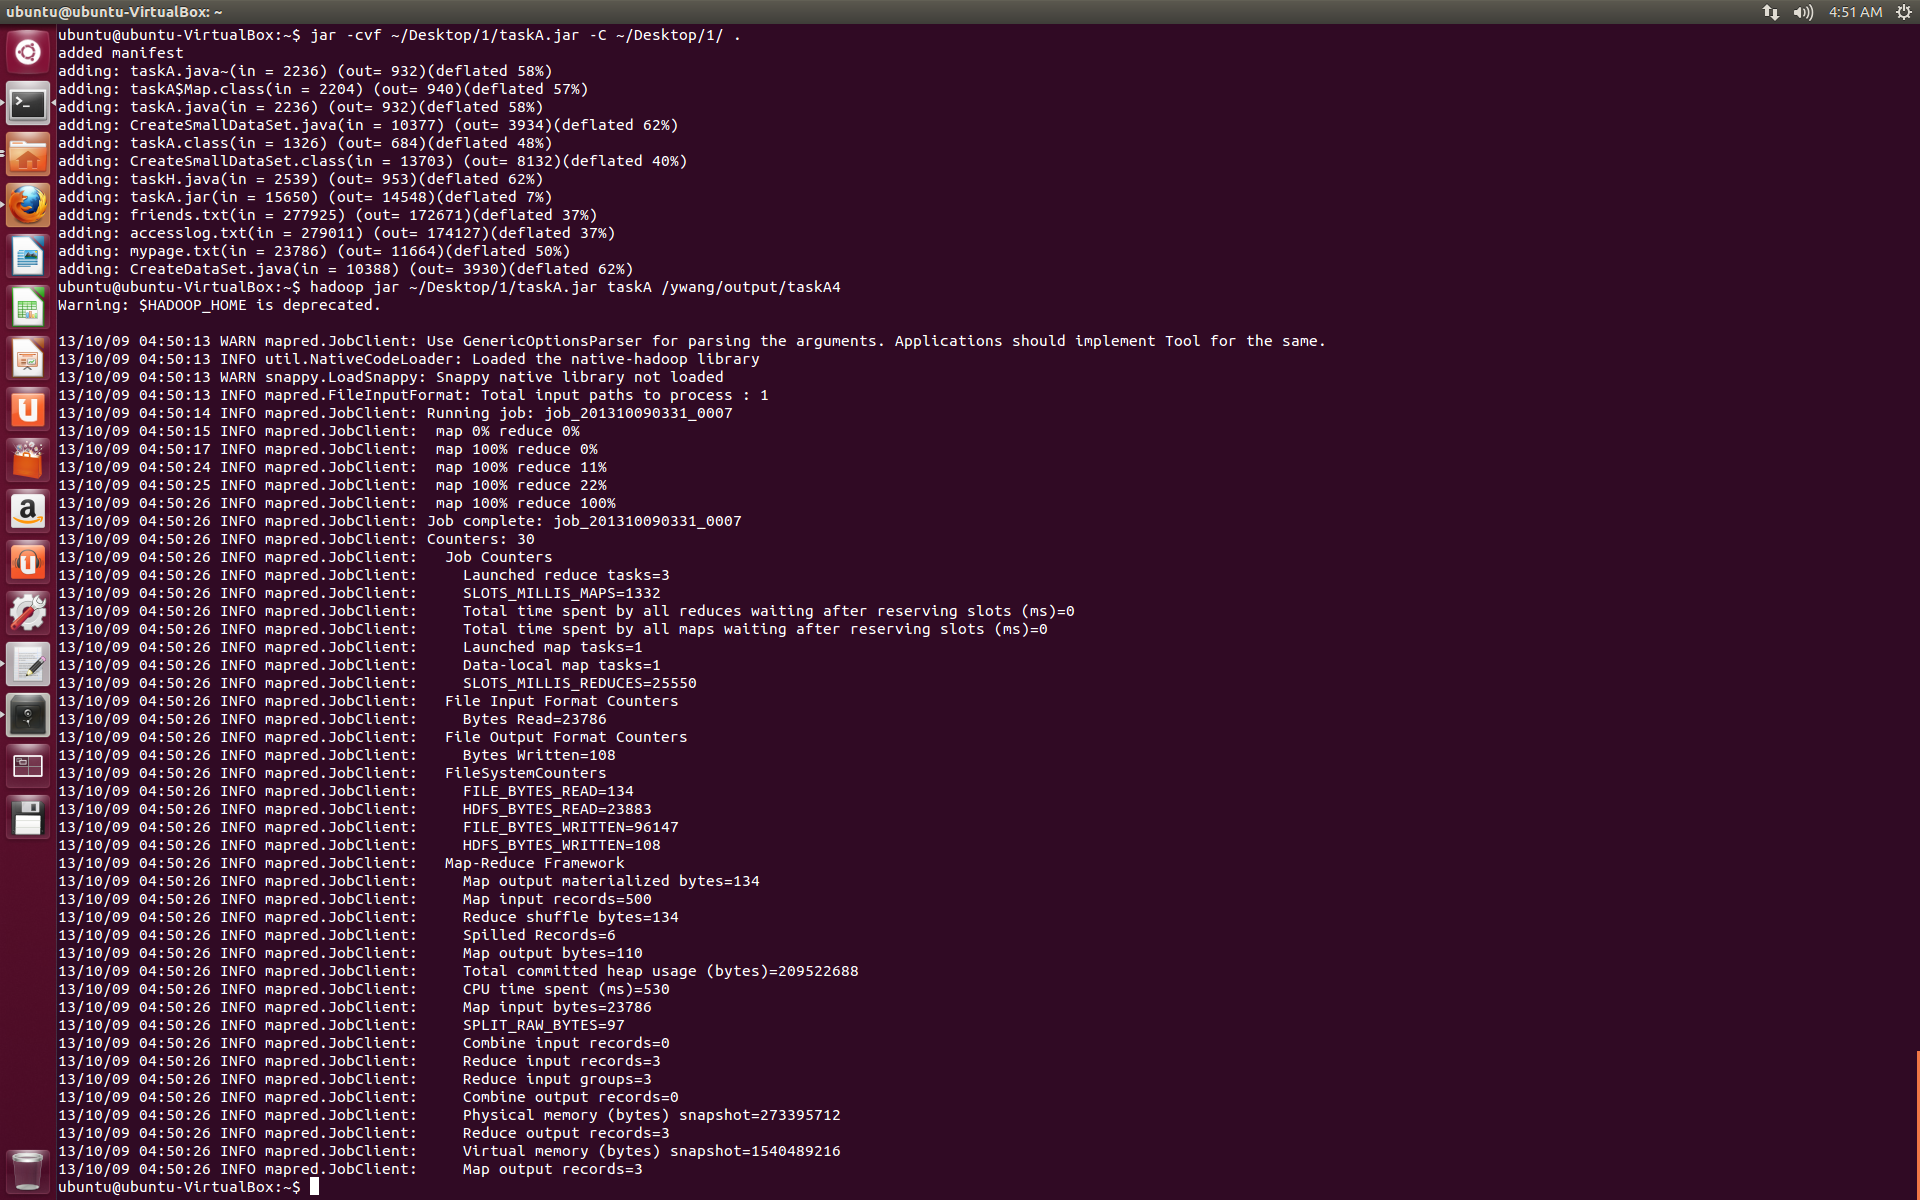 ubuntu@ubuntu-VirtualBox: ~
4:51 AM
ubuntu@ubuntu-VirtualBox:~$ jar -cvf ~/Desktop/1/taskA.jar -C ~/Desktop/1/ .
added manifest
adding: taskA.java~(in = 2236) (out= 932)(deflated 58%)
adding: taskA$Map.class(in = 2204) (out= 940)(deflated 57%)
adding: taskA.java(in = 2236) (out= 932)(deflated 58%)
adding: CreateSmallDataSet.java(in = 10377) (out= 3934)(deflated 62%)
adding: taskA.class(in = 1326) (out= 684)(deflated 48%)
adding: CreateSmallDataSet.class(in = 13703) (out= 8132)(deflated 40%)
adding: taskH.java(in = 2539) (out= 953)(deflated 62%)
adding: taskA.jar(in = 15650) (out= 14548)(deflated 7%)
adding: friends.txt(in = 277925) (out= 172671)(deflated 37%)
adding: accesslog.txt(in = 279011) (out= 174127)(deflated 37%)
adding: mypage.txt(in = 23786) (out= 11664)(deflated 50%)
adding: CreateDataSet.java(in = 10388) (out= 3930)(deflated 62%)
ubuntu@ubuntu-VirtualBox:~$ hadoop jar ~/Desktop/1/taskA.jar taskA /ywang/output/taskA4
Warning: $HADOOP_HOME is deprecated.
13/10/09 04:50:13 WARN mapred.JobClient: Use GenericOptionsParser for parsing the arguments. Applications should implement Tool for the same.
13/10/09 04:50:13 INFO util.NativeCodeLoader: Loaded the native-hadoop library
13/10/09 04:50:13 WARN snappy.LoadSnappy: Snappy native library not loaded
13/10/09 04:50:13 INFO mapred.FileInputFormat: Total input paths to process : 1
13/10/09 04:50:14 INFO mapred.JobClient: Running job: job_201310090331_0007
13/10/09 04:50:15 INFO mapred.JobClient:  map 0% reduce 0%
13/10/09 04:50:17 INFO mapred.JobClient:  map 100% reduce 0%
13/10/09 04:50:24 INFO mapred.JobClient:  map 100% reduce 11%
13/10/09 04:50:25 INFO mapred.JobClient:  map 100% reduce 22%
13/10/09 04:50:26 INFO mapred.JobClient:  map 100% reduce 100%
13/10/09 04:50:26 INFO mapred.JobClient: Job complete: job_201310090331_0007
13/10/09 04:50:26 INFO mapred.JobClient: Counters: 30
13/10/09 04:50:26 INFO mapred.JobClient:   Job Counters
13/10/09 04:50:26 INFO mapred.JobClient:     Launched reduce tasks=3
13/10/09 04:50:26 INFO mapred.JobClient:     SLOTS_MILLIS_MAPS=1332
13/10/09 04:50:26 INFO mapred.JobClient:     Total time spent by all reduces waiting after reserving slots (ms)=0
13/10/09 04:50:26 INFO mapred.JobClient:     Total time spent by all maps waiting after reserving slots (ms)=0
13/10/09 04:50:26 INFO mapred.JobClient:     Launched map tasks=1
13/10/09 04:50:26 INFO mapred.JobClient:     Data-local map tasks=1
13/10/09 04:50:26 INFO mapred.JobClient:     SLOTS_MILLIS_REDUCES=25550
13/10/09 04:50:26 INFO mapred.JobClient:   File Input Format Counters
13/10/09 04:50:26 INFO mapred.JobClient:     Bytes Read=23786
13/10/09 04:50:26 INFO mapred.JobClient:   File Output Format Counters
13/10/09 04:50:26 INFO mapred.JobClient:     Bytes Written=108
13/10/09 04:50:26 INFO mapred.JobClient:   FileSystemCounters
13/10/09 04:50:26 INFO mapred.JobClient:     FILE_BYTES_READ=134
13/10/09 04:50:26 INFO mapred.JobClient:     HDFS_BYTES_READ=23883
13/10/09 04:50:26 INFO mapred.JobClient:     FILE_BYTES_WRITTEN=96147
13/10/09 04:50:26 INFO mapred.JobClient:     HDFS_BYTES_WRITTEN=108
13/10/09 04:50:26 INFO mapred.JobClient:   Map-Reduce Framework
13/10/09 04:50:26 INFO mapred.JobClient:     Map output materialized bytes=134
13/10/09 04:50:26 INFO mapred.JobClient:     Map input records=500
13/10/09 04:50:26 INFO mapred.JobClient:     Reduce shuffle bytes=134
13/10/09 04:50:26 INFO mapred.JobClient:     Spilled Records=6
13/10/09 04:50:26 INFO mapred.JobClient:     Map output bytes=110
13/10/09 04:50:26 INFO mapred.JobClient:     Total committed heap usage (bytes)=209522688
13/10/09 04:50:26 INFO mapred.JobClient:     CPU time spent (ms)=530
13/10/09 04:50:26 INFO mapred.JobClient:     Map input bytes=23786
13/10/09 04:50:26 INFO mapred.JobClient:     SPLIT_RAW_BYTES=97
13/10/09 04:50:26 INFO mapred.JobClient:     Combine input records=0
13/10/09 04:50:26 INFO mapred.JobClient:     Reduce input records=3
13/10/09 04:50:26 INFO mapred.JobClient:     Reduce input groups=3
13/10/09 04:50:26 INFO mapred.JobClient:     Combine output records=0
13/10/09 04:50:26 INFO mapred.JobClient:     Physical memory (bytes) snapshot=273395712
13/10/09 04:50:26 INFO mapred.JobClient:     Reduce output records=3
13/10/09 04:50:26 INFO mapred.JobClient:     Virtual memory (bytes) snapshot=1540489216
13/10/09 04:50:26 INFO mapred.JobClient:     Map output records=3
ubuntu@ubuntu-VirtualBox:~$